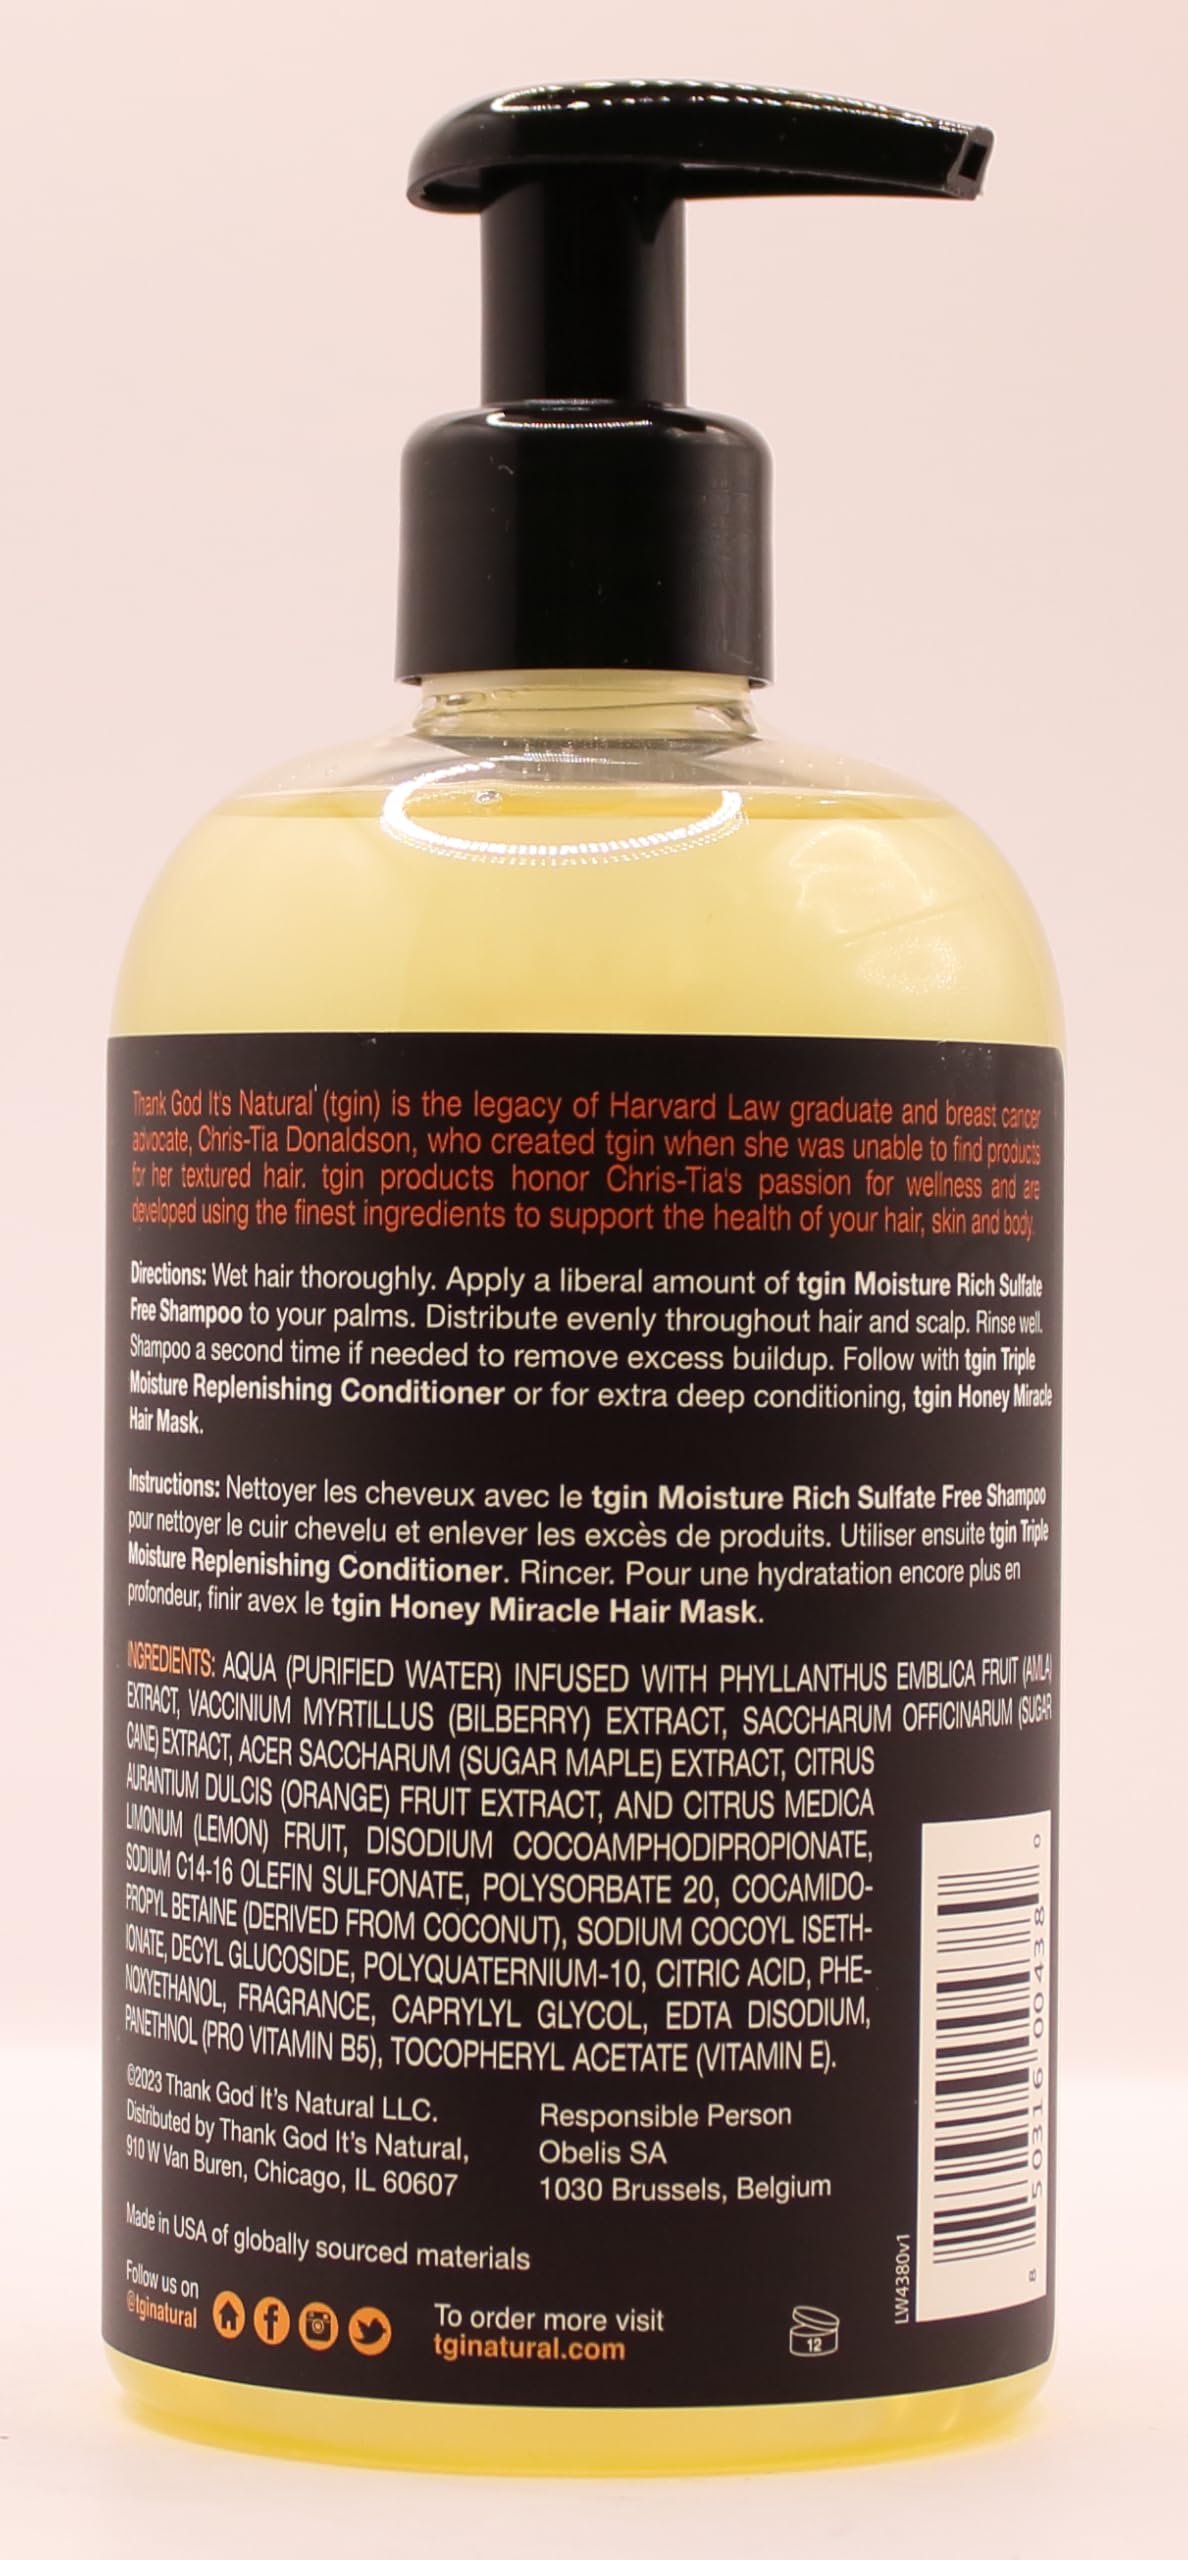 Thank God It's Natural' (tgin) is the legacy of Harvard Law graduate and breast cancer
advocate, Chris-Tia Donaldson, who created tgin when she was unable to find products
for her textured hair. tgin products honor Chris-Tia's passion for wellness and are
developed using the finest ingredients to support the health of your hair, skin and body.
Directions: Wet hair thoroughly. Apply a liberal amount of tgin Moisture Rich Sulfate
Free Shampoo to your palms. Distribute evenly throughout hair and scalp. Rinse well.
Shampoo a second time if needed to remove excess buildup. Follow with tgin Triple
Moisture Replenishing Conditioner or for extra deep conditioning, tgin Honey Miracle
Hair Mask.
Instructions: Nettoyer les cheveux avec le tgin Moisture Rich Sulfate Free Shampoo
pour nettoyer le cuir chevelu et enlever les excès de produits. Utiliser ensuite tgin Triple
Moisture Replenishing Conditioner. Rincer. Pour une hydratation encore plus en
profondeur, finir avex le tgin Honey Miracle Hair Mask.
INGREDIENTS: AQUA (PURIFIED WATER) INFUSED WITH PHYLLANTHUS EMBLICA FRUIT (AMLA)
EXTRACT, VACCINIUM MYRTILLUS (BILBERRY) EXTRACT, SACCHARUM OFFICINARUM (SUGAR
CANE) EXTRACT, ACER SACCHARUM (SUGAR MAPLE) EXTRACT, CITRUS
AURANTIUM DULCIS (ORANGE) FRUIT EXTRACT, AND CITRUS MEDICA
LIMONUM (LEMON) FRUIT, DISODIUM COCOAMPHODIPROPIONATE,
SODIUM C14-16 OLEFIN SULFONATE, POLYSORBATE 20, COCAMIDO-
PROPYL BETAINE (DERIVED FROM COCONUT), SODIUM COCOYL ISETH-
IONATE, DECYL GLUCOSIDE, POLYQUATERNIUM-10, CITRIC ACID, PHE-
NOXYETHANOL, FRAGRANCE, CAPRYLYL GLYCOL, EDTA DISODIUM,
PANETHNOL (PRO VITAMIN B5), TOCOPHERYL ACETATE (VITAMIN E).
©2023 Thank God It's Natural LLC.
Distributed by Thank God It's Natural,
910 W Van Buren, Chicago, IL 60607
Responsible Person
Obelis SA
1030 Brussels, Belgium
Made in USA of globally sourced materials
Follow us on
@tginatural
To order more visit
tginatural.com
12
LW4380v1
8 50316 00438 0